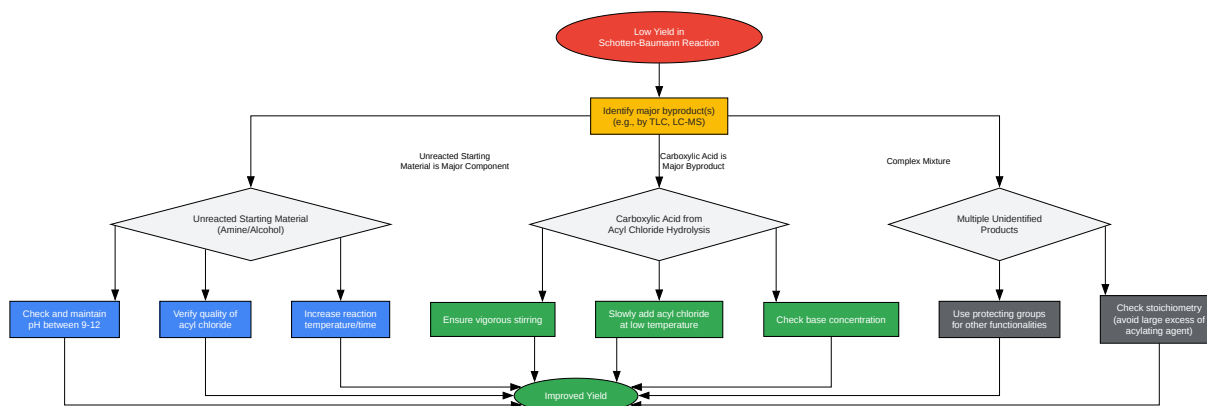 Low Yield in
Schotten-Baumann Reaction
Identify major byproduct(s)
(e.g., by TLC, LC-MS)
Unreacted Starting
Material is Major Component
Carboxylic Acid is
Major Byproduct
Complex Mixture
Unreacted Starting Material
(Amine/Alcohol)
Carboxylic Acid from
Acyl Chloride Hydrolysis
Multiple Unidentified
Products
Check and maintain
pH between 9-12
Verify quality of
acyl chloride
Increase reaction
temperature/time
Ensure vigorous stirring
Slowly add acyl chloride
at low temperature
Check base concentration
Use protecting groups
for other functionalities
Check stoichiometry
(avoid large excess of
acylating agent)
Improved Yield